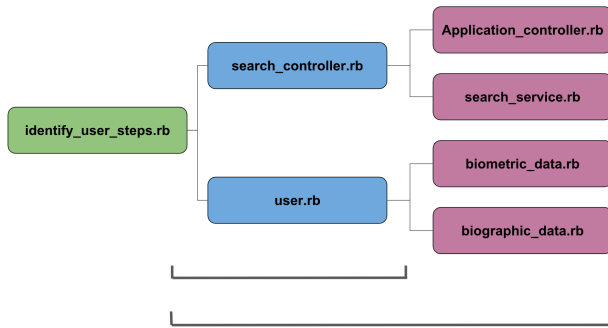 identify_user_steps.rb
search_controller.rb
user.rb
Application_controller.rb
search_service.rb
biometric_data.rb
biographic_data.rb